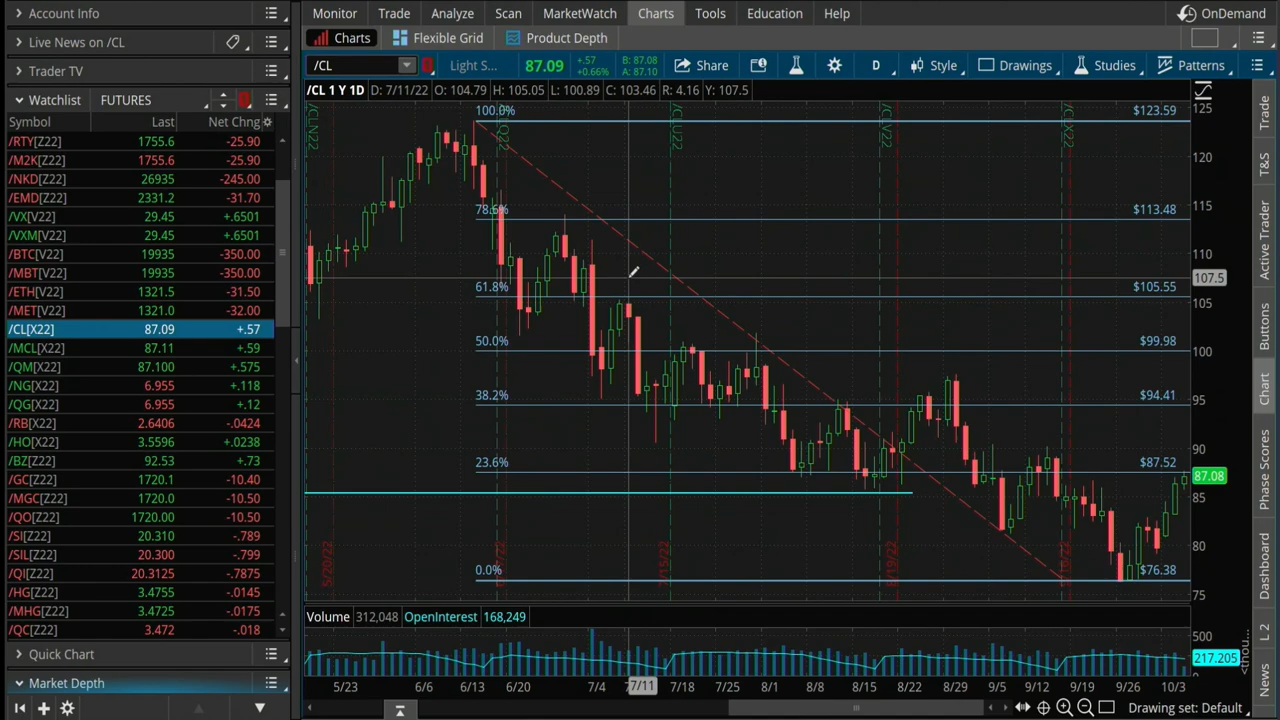 Account Info
Monitor Trade Analyze Scan MarketWatch Charts Tools Education Help OnDemand
Live News on /CL
Charts Flexible Grid Product Depth
Trader TV
/CL Light S... 87.09 +.57 +0.66% B: 87.08 A: 87.10 Share D Style Drawings Studies Patterns
Watchlist FUTURES
/CL 1 Y 1D D: 7/11/22 O: 104.79 H: 105.05 L: 100.89 C: 103.46 R: 4.16 Y: 107.5
Symbol Last Net Chng
/RTY[Z22] 1755.6 -25.90
/M2K[Z22] 1755.6 -25.90
/NKD[Z22] 26935 -245.00
/EMD[Z22] 2331.2 -31.70
/VX[V22] 29.45 +.6501
/VXM[V22] 29.45 +.6501
/BTC[V22] 19935 -350.00
/MBT[V22] 19935 -350.00
/ETH[V22] 1321.5 -31.50
/MET[V22] 1321.0 -32.00
/CL[X22] 87.09 +.57
/MCL[X22] 87.11 +.59
/QM[X22] 87.100 +.575
/NG[X22] 6.955 +.118
/QG[X22] 6.955 +.12
/RB[X22] 2.6406 -.0424
/HO[X22] 3.5596 +.0238
/BZ[Z22] 92.53 +.73
/GC[Z22] 1720.1 -10.40
/MGC[Z22] 1720.0 -10.50
/QO[Z22] 1720.00 -10.50
/SI[Z22] 20.310 -.789
/SIL[Z22] 20.300 -.799
/QI[Z22] 20.3125 -.7875
/HG[Z22] 3.4755 -.0145
/MHG[Z22] 3.4725 -.0175
/QC[Z22] 3.472 -.018
Quick Chart
Market Depth
/CLN22
/CLU22
/CLV22
/CLX22
100.0% $123.59
78.6% $113.48
61.8% $105.55
50.0% $99.98
38.2% $94.41
23.6% $87.52
0.0% $76.38
5/20/22
7/15/22
125
120
115
110
107.5
105
100
95
90
87.08
85
80
75
Volume 312,048 OpenInterest 168,249
500
217.205
<thou...
5/23 6/6 6/13 6/20 7/4 7/11 7/18 7/25 8/1 8/8 8/15 8/22 8/29 9/5 9/12 9/19 9/26 10/3
Drawing set: Default
Trade
T&S
Active Trader
Buttons
Chart
Phase Scores
Dashboard
L 2
News